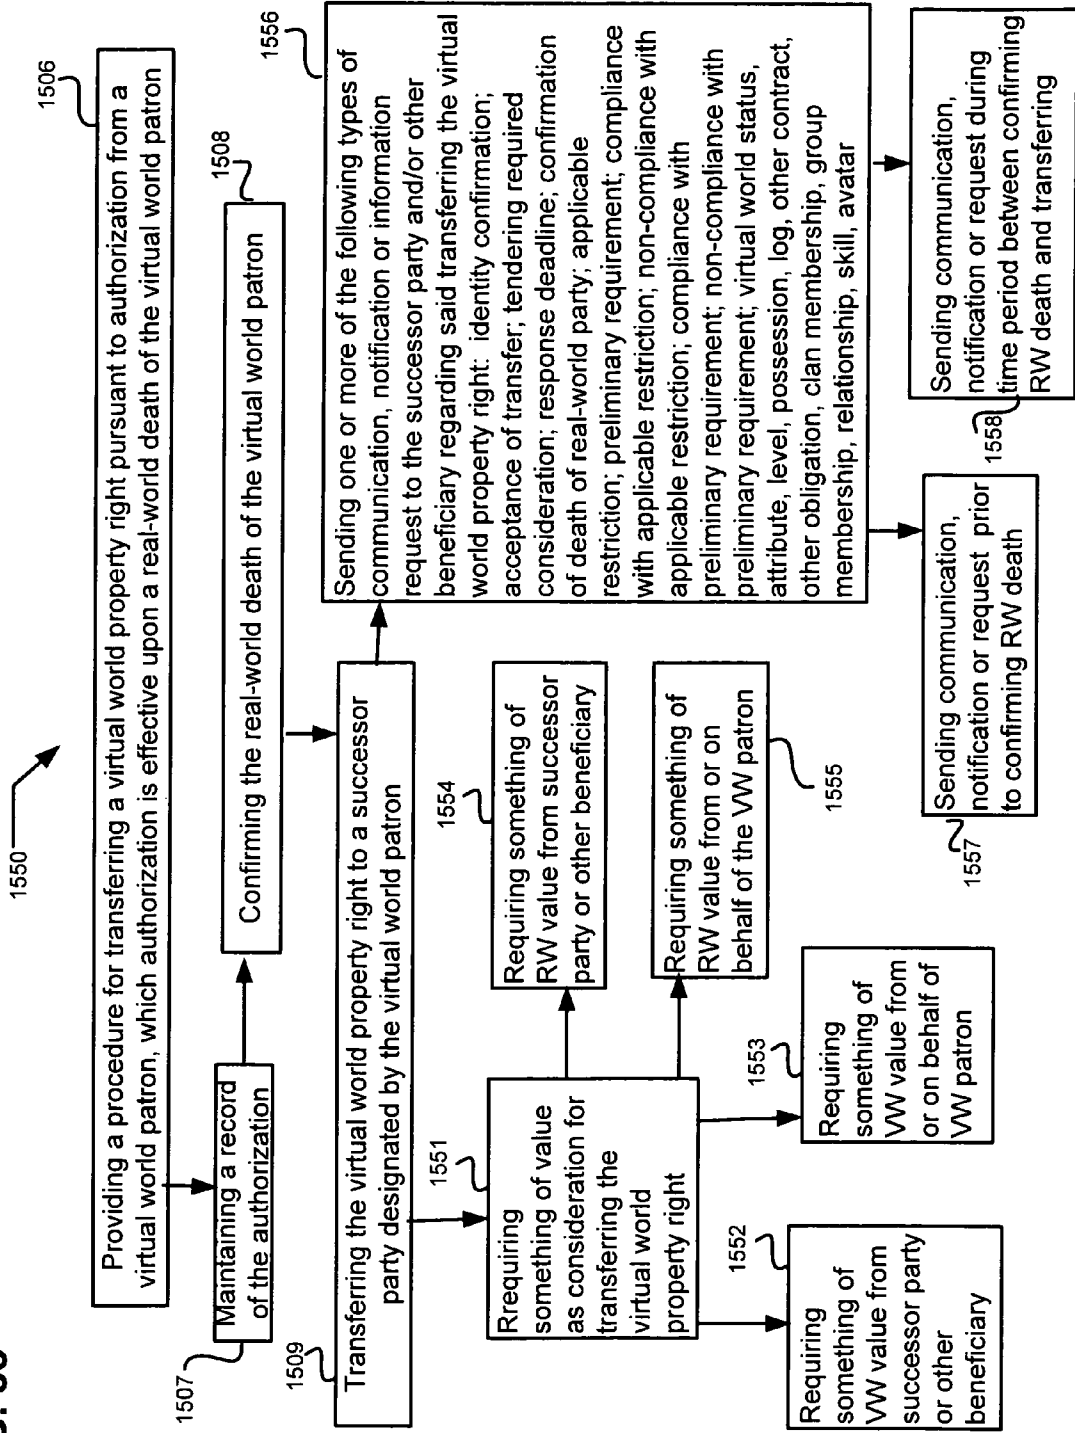 1550
1506
Providing a procedure for transferring a virtual world property right pursuant to authorization from a
virtual world patron, which authorization is effective upon a real-world death of the virtual world patron
1507
Maintaining a record
of the authorization
1508
Confirming the real-world death of the virtual world patron
1509
Transferring the virtual world property right to a successor
party designated by the virtual world patron
1551
Rrequiring
something of value
as consideration for
transferring the
virtual world
property right
1552
Requiring
something of
VW value from
successor party
or other
beneficiary
1553
Requiring
something of
VW value from
or on behalf of
VW patron
1554
Requiring something of
RW value from successor
party or other beneficiary
1555
Requiring something of
RW value from or on
behalf of the VW patron
1556
Sending one or more of the following types of
communication, notification or information
request to the successor party and/or other
beneficiary regarding said transferring the virtual
world property right: identity confirmation;
acceptance of transfer; tendering required
consideration; response deadline; confirmation
of death of real-world party; applicable
restriction; preliminary requirement; compliance
with applicable restriction; non-compliance with
applicable restriction; compliance with
preliminary requirement; non-compliance with
preliminary requirement; virtual world status,
attribute, level, possession, log, other contract,
other obligation, clan membership, group
membership, relationship, skill, avatar
1557
Sending communication,
notification or request prior
to confirming RW death
1558
Sending communication,
notification or request during
time period between confirming
RW death and transferring